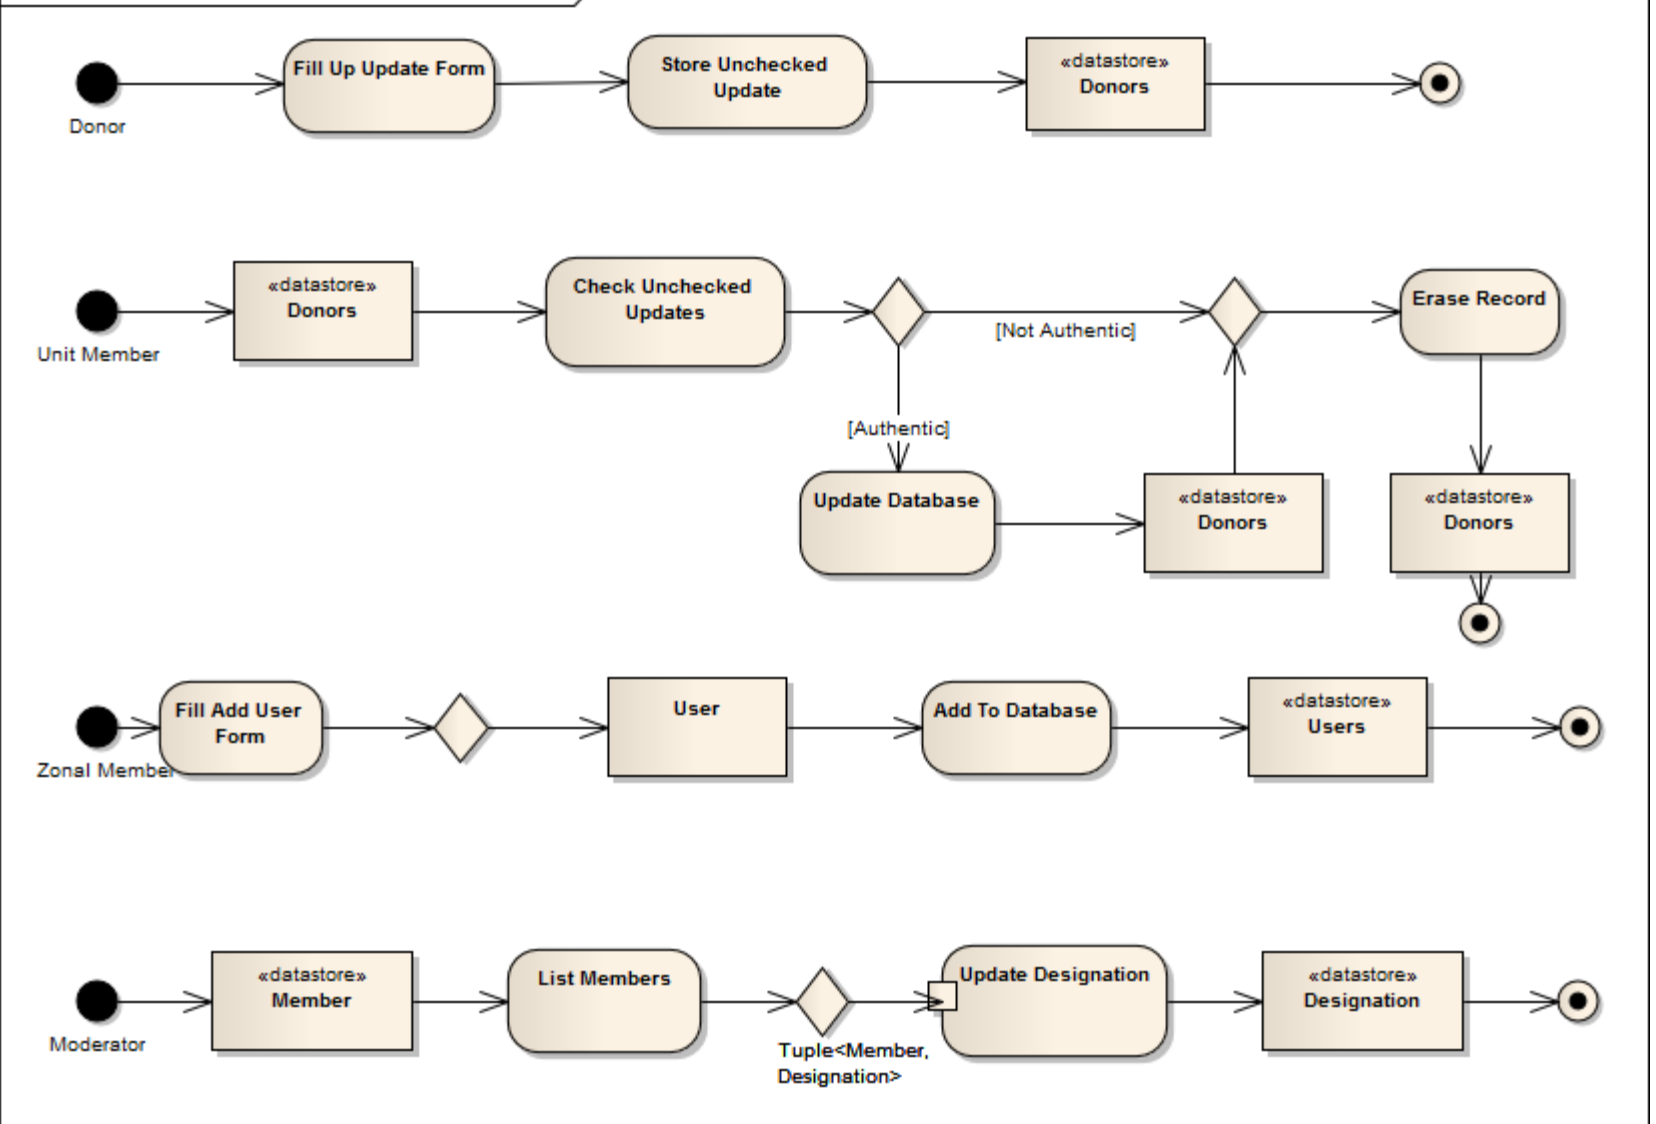 Fill Up Update Form
Store Unchecked
Update
«datastore»
Donors
Donor
«datastore»
Donors
Check Unchecked
Updates
Erase Record
[Not Authentic]
Unit Member
[Authentic]
Update Database
«datastore»
Donors
«datastore»
Donors
Fill Add User
Form
User
Add To Database
«datastore»
Users
Zonal Member
«datastore»
Member
List Members
Update Designation
«datastore»
Designation
Moderator
Tuple<Member,
Designation>